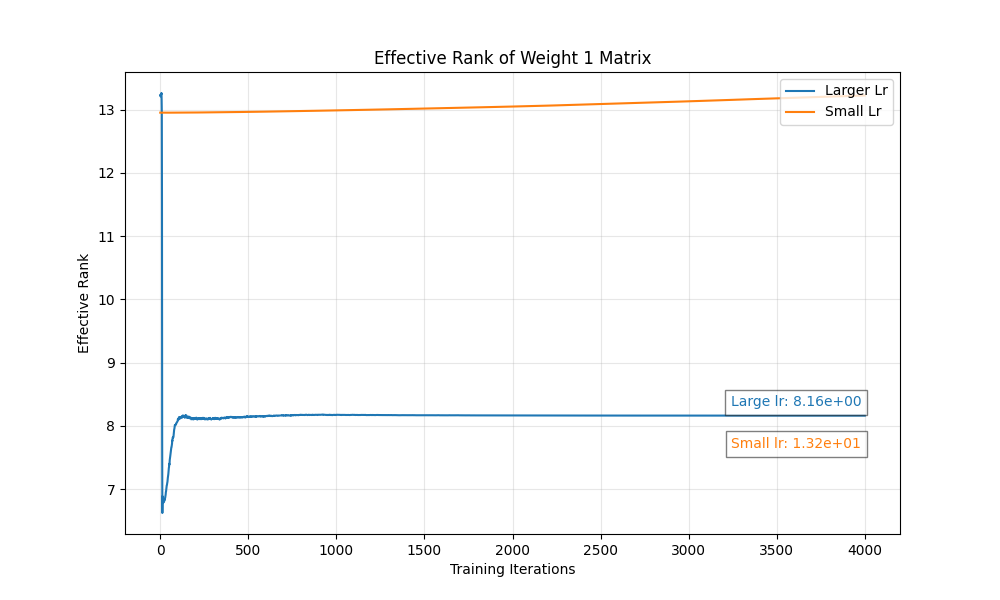 Effective Rank of Weight 1 Matrix
Larger Lr
Small Lr
Effective Rank
13
12
11
10
9
8
7
Large lr: 8.16e+00
Small lr: 1.32e+01
0 500 1000 1500 2000 2500 3000 3500 4000
Training Iterations